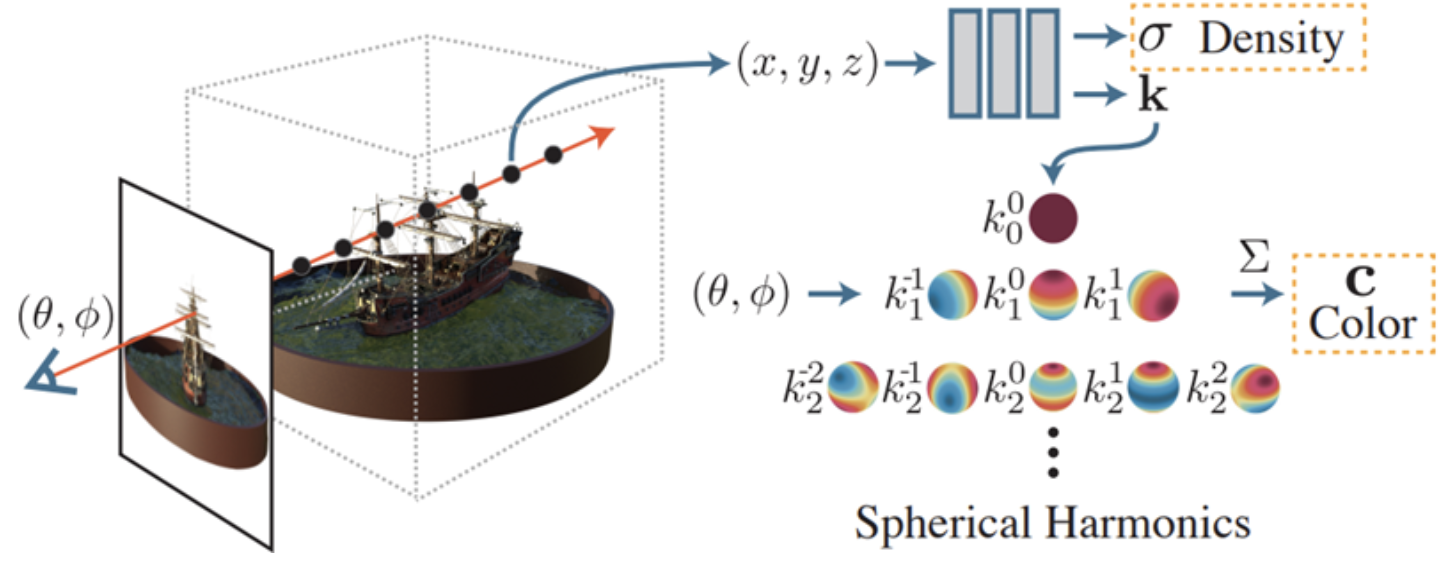 (x, y, z)
σ Density
k
k₀⁰
(θ, ϕ)
k₁⁻¹ k₁⁰ k₁¹
Σ
c
Color
(θ, ϕ)
k₂⁻² k₂⁻¹ k₂⁰ k₂¹ k₂²
Spherical Harmonics